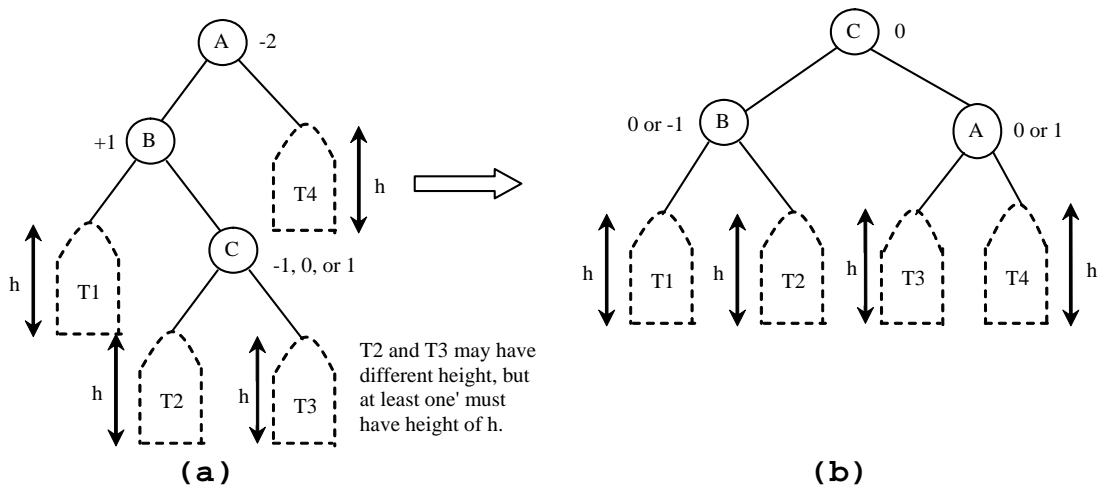 A -2
+1 B
T4
h
C
-1, 0, or 1
h
T1
h
T2
h
T3
T2 and T3 may have
different height, but
at least one' must
have height of h.
(a)
C 0
0 or -1 B
A 0 or 1
h
T1
h
T2
h
T3
T4
h
(b)